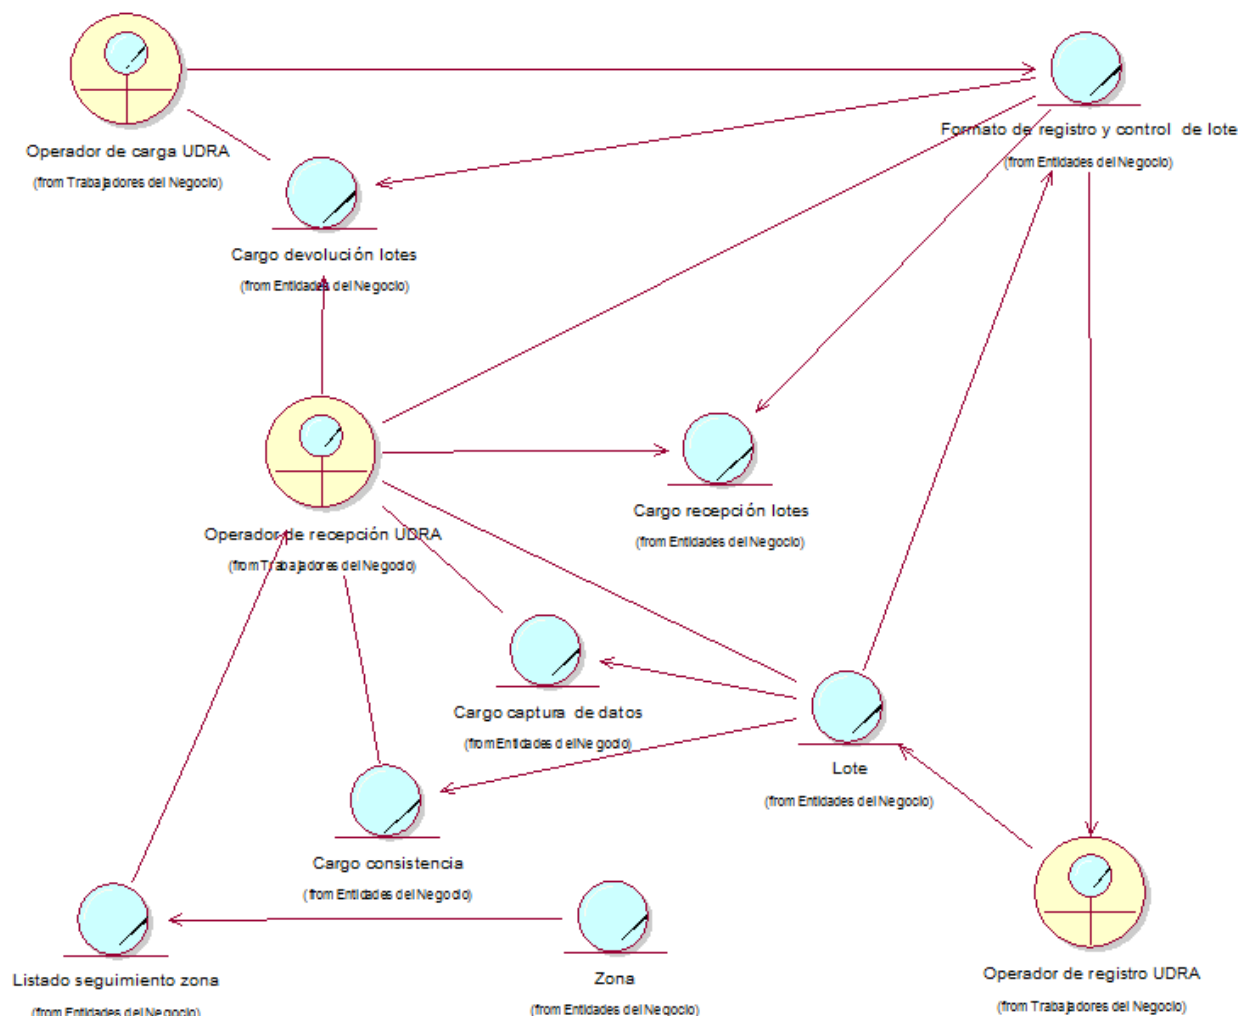 Operador de carga UDRA
(from Trabajadores del Negocio)
Formato de registro y control de lote
(from Entidades del Negocio)
Cargo devolución lotes
(from Entidades del Negocio)
Operador de recepción UDRA
(from Trabajadores del Negocio)
Cargo recepción lotes
(from Entidades del Negocio)
Cargo captura de datos
(from Entidades del Negocio)
Lote
(from Entidades del Negocio)
Cargo consistencia
(from Entidades del Negocio)
Listado seguimiento zona
(from Entidades del Negocio)
Zona
(from Entidades del Negocio)
Operador de registro UDRA
(from Trabajadores del Negocio)